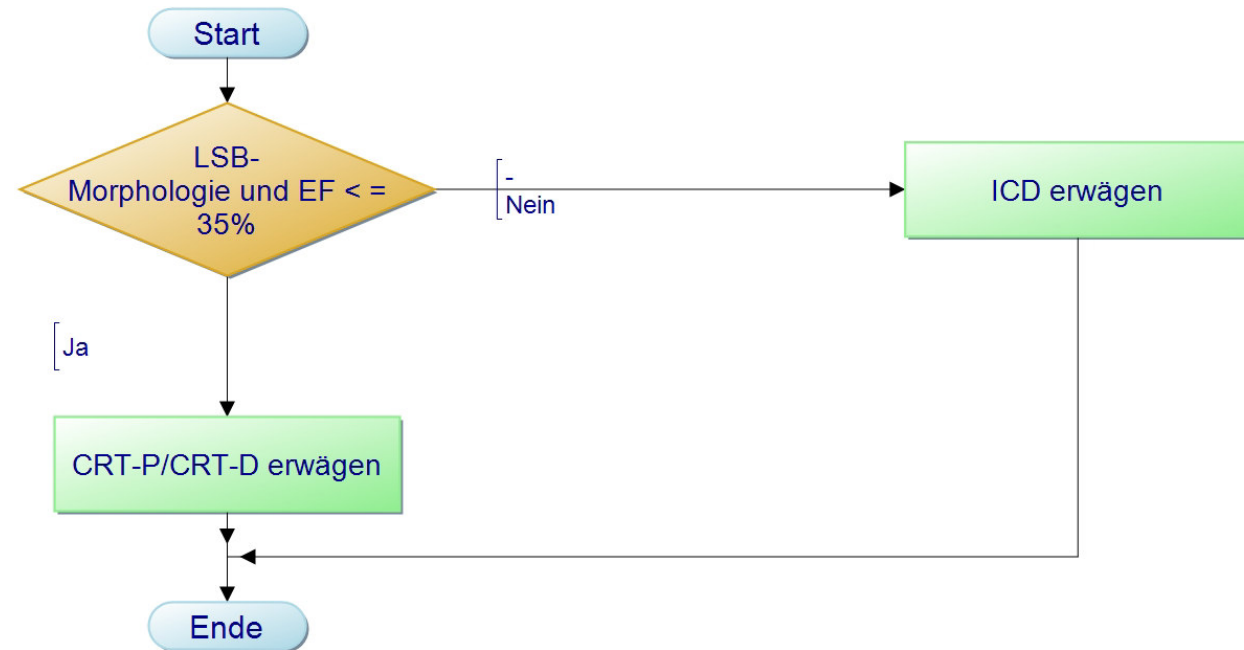 Start
LSB-
Morphologie und EF < =
35%
-
Nein
ICD erwägen
Ja
CRT-P/CRT-D erwägen
Ende